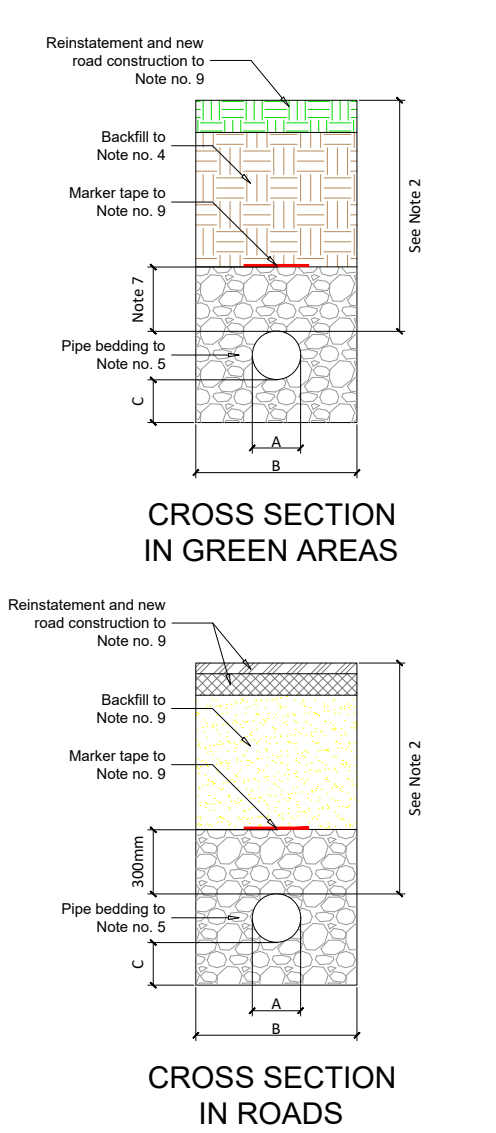 Reinstatement and new
road construction to
Note no. 9
Backfill to
Note no. 4
Marker tape to
Note no. 9
See Note 2
Note 7
Pipe bedding to
Note no. 5
C
A
B
CROSS SECTION
IN GREEN AREAS
Reinstatement and new
road construction to
Note no. 9
Backfill to
Note no. 9
Marker tape to
Note no. 9
See Note 2
300mm
Pipe bedding to
Note no. 5
C
A
B
CROSS SECTION
IN ROADS